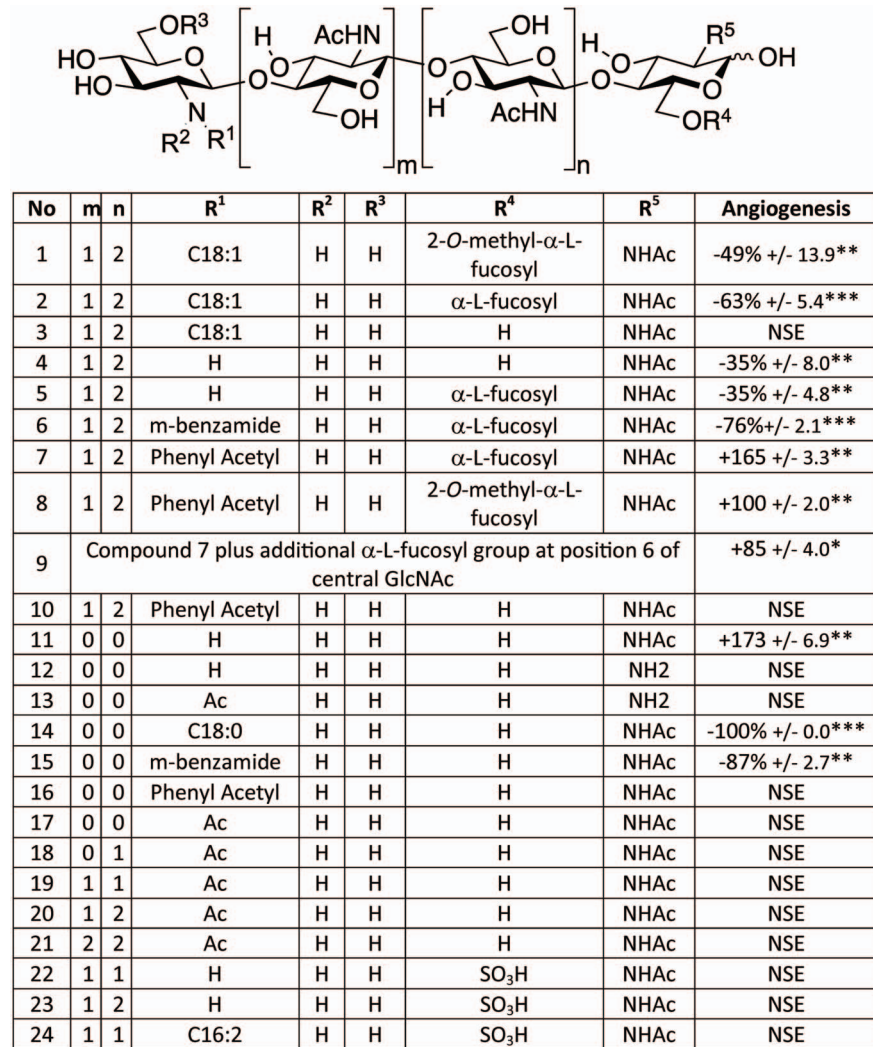 OR³
HO
HO
O
N
R² R¹
H
O
AcHN
O
OH
m
OH
O
H
O
AcHN
n
H
O
R⁵
OH
O
OR⁴
No m n R¹ R² R³ R⁴ R⁵ Angiogenesis
1 1 2 C18:1 H H 2-O-methyl-α-L-
fucosyl NHAc -49% +/- 13.9**
2 1 2 C18:1 H H α-L-fucosyl NHAc -63% +/- 5.4***
3 1 2 C18:1 H H H NHAc NSE
4 1 2 H H H H NHAc -35% +/- 8.0**
5 1 2 H H H α-L-fucosyl NHAc -35% +/- 4.8**
6 1 2 m-benzamide H H α-L-fucosyl NHAc -76%+/- 2.1***
7 1 2 Phenyl Acetyl H H α-L-fucosyl NHAc +165 +/- 3.3**
8 1 2 Phenyl Acetyl H H 2-O-methyl-α-L-
fucosyl NHAc +100 +/- 2.0**
9 Compound 7 plus additional α-L-fucosyl group at position 6 of
central GlcNAc +85 +/- 4.0*
10 1 2 Phenyl Acetyl H H H NHAc NSE
11 0 0 H H H H NHAc +173 +/- 6.9**
12 0 0 H H H H NH2 NSE
13 0 0 Ac H H H NH2 NSE
14 0 0 C18:0 H H H NHAc -100% +/- 0.0***
15 0 0 m-benzamide H H H NHAc -87% +/- 2.7**
16 0 0 Phenyl Acetyl H H H NHAc NSE
17 0 0 Ac H H H NHAc NSE
18 0 1 Ac H H H NHAc NSE
19 1 1 Ac H H H NHAc NSE
20 1 2 Ac H H H NHAc NSE
21 2 2 Ac H H H NHAc NSE
22 1 1 H H H SO₃H NHAc NSE
23 1 2 H H H SO₃H NHAc NSE
24 1 1 C16:2 H H SO₃H NHAc NSE